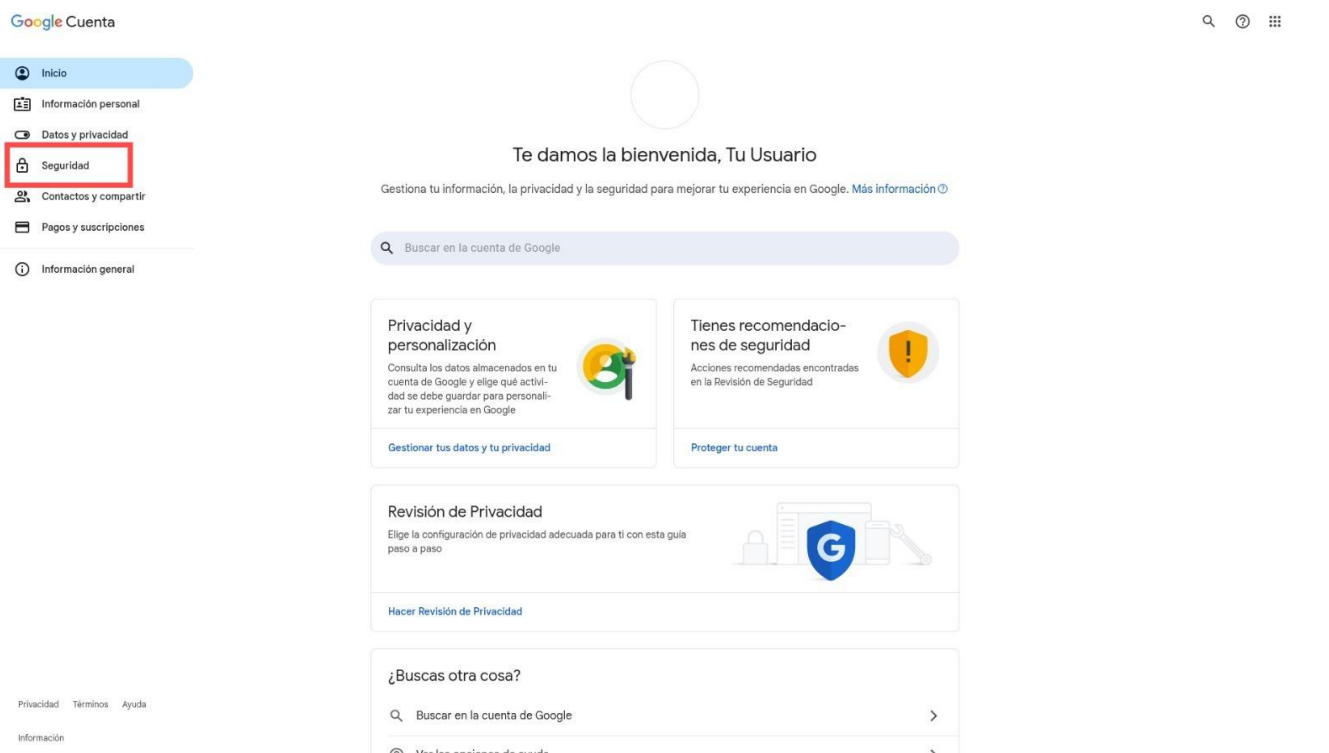 Google Cuenta
Inicio
Información personal
Datos y privacidad
Seguridad
Contactos y compartir
Pagos y suscripciones
Información general
Te damos la bienvenida, Tu Usuario
Gestiona tu información, la privacidad y la seguridad para mejorar tu experiencia en Google. Más información
Buscar en la cuenta de Google
Privacidad y
personalización
Consulta los datos almacenados en tu
cuenta de Google y elige qué activi-
dad se debe guardar para personali-
zar tu experiencia en Google
Gestionar tus datos y tu privacidad
Tienes recomendacio-
nes de seguridad
Acciones recomendadas encontradas
en la Revisión de Seguridad
Proteger tu cuenta
Revisión de Privacidad
Elige la configuración de privacidad adecuada para ti con esta guía
paso a paso
G
Hacer Revisión de Privacidad
¿Buscas otra cosa?
Buscar en la cuenta de Google
Ver las opciones de ayuda
Privacidad Términos Ayuda
Información